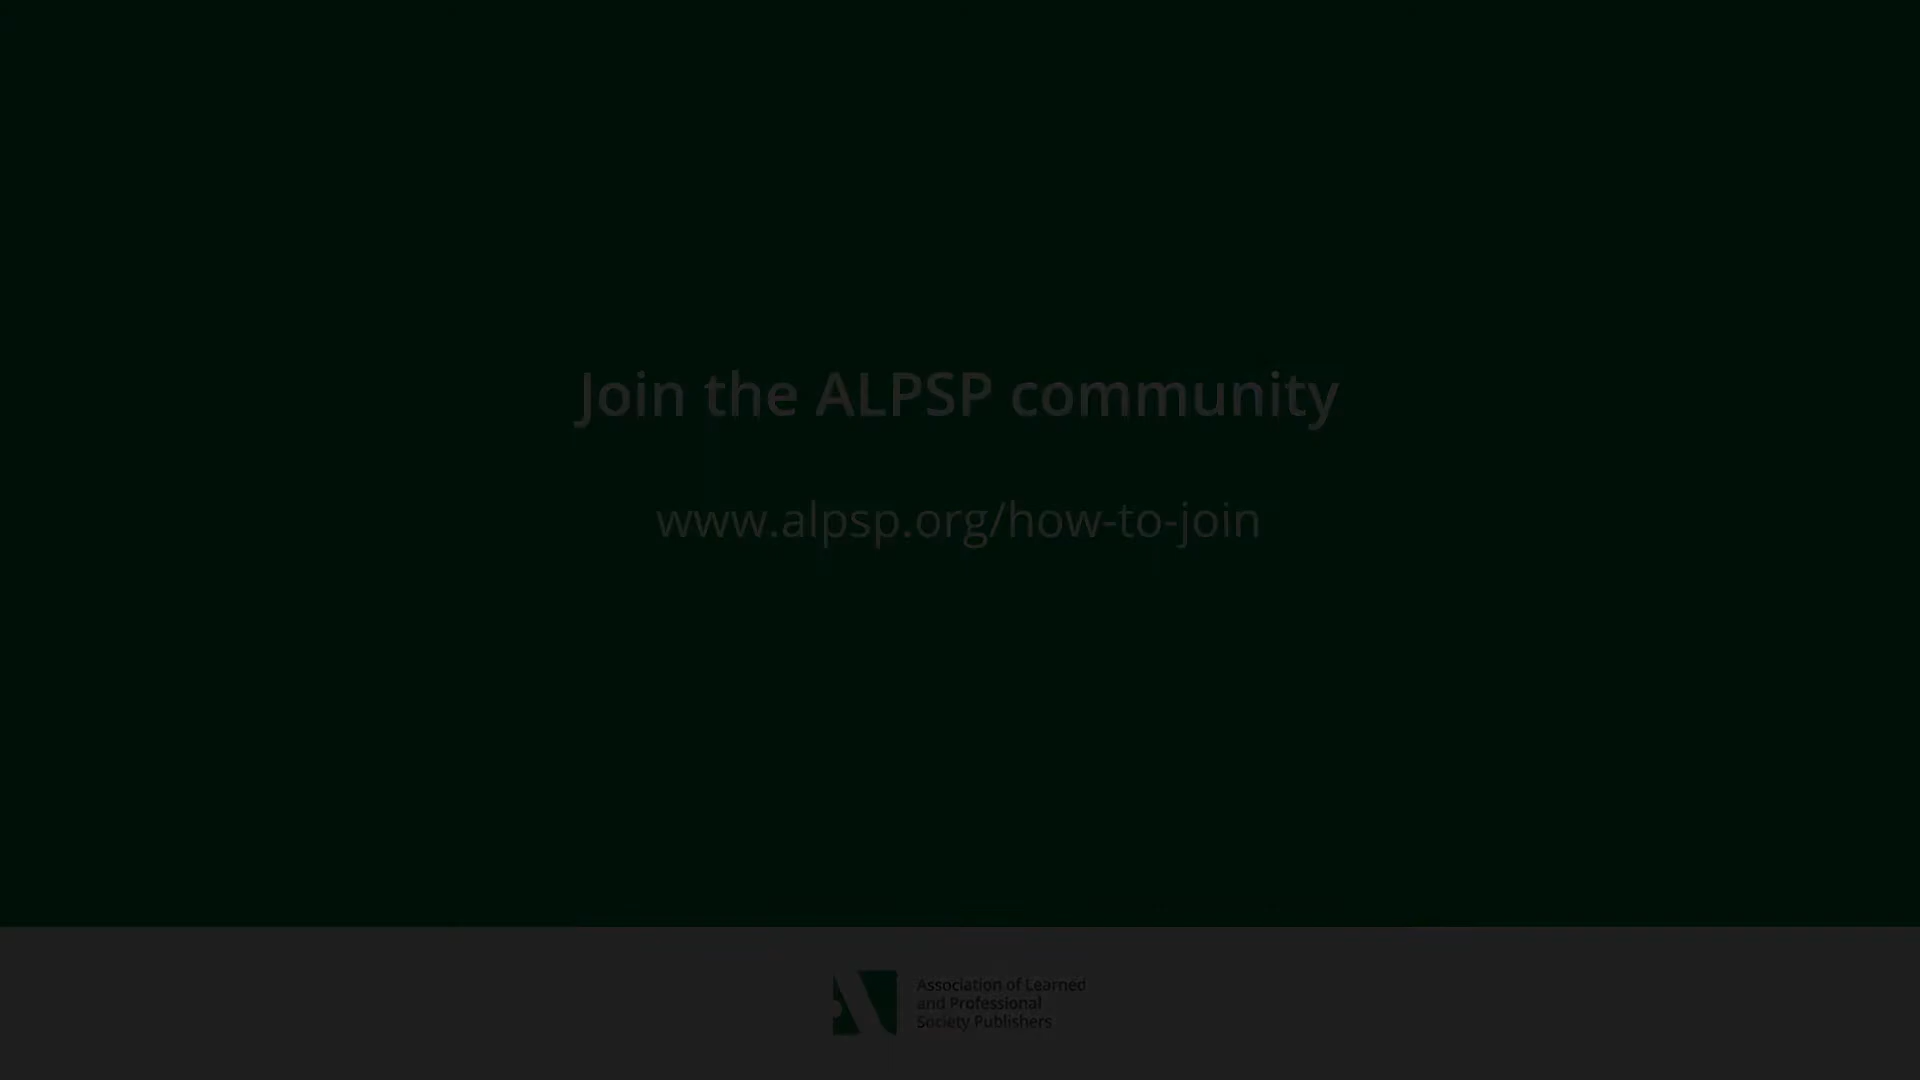 Join the ALPSP community
www.alpsp.org/how-to-join
Association of Learned
and Professional
Society Publishers